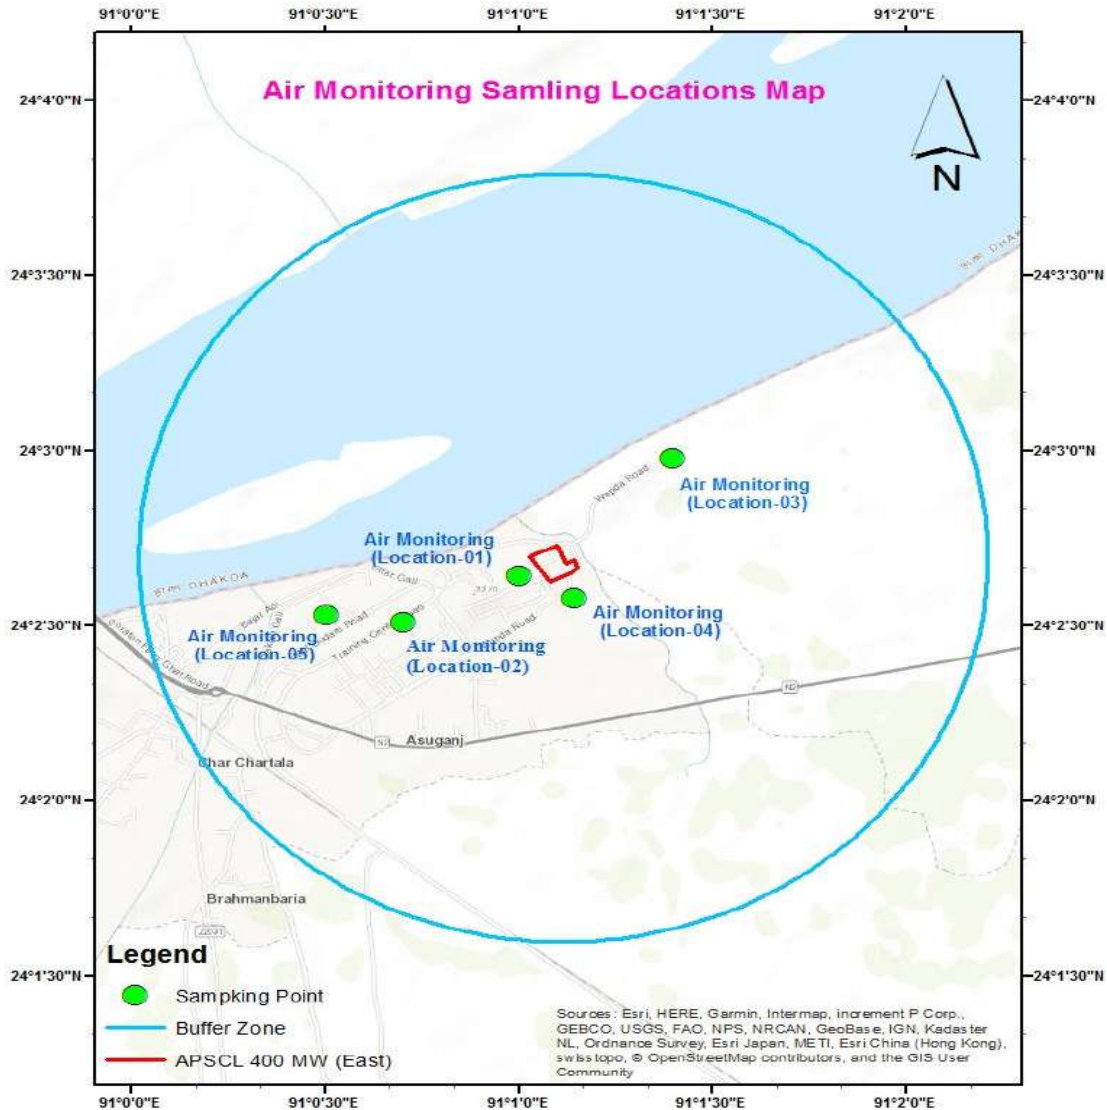 91°0'0"E
91°0'30"E
91°1'0"E
91°1'30"E
91°2'0"E
Air Monitoring Samling Locations Map
24°4'0"N
24°4'0"N
N
24°3'30"N
24°3'30"N
24°3'0"N
24°3'0"N
Wapda Road
Air Monitoring
(Location-03)
Air Monitoring
(Location-01)
DHAKA
Air Monitoring
(Location-04)
24°2'30"N
24°2'30"N
Air Monitoring
(Location-05)
Air Monitoring
(Location-02)
N2
N2
Asuganj
Char Chartala
24°2'0"N
24°2'0"N
Brahmanbaria
Z2031
Legend
24°1'30"N
24°1'30"N
Sampking Point
Buffer Zone
APSCL 400 MW (East)
Sources: Esri, HERE, Garmin, Intermap, increment P Corp.,
GEBCO, USGS, FAO, NPS, NRCAN, GeoBase, IGN, Kadaster
NL, Ordnance Survey, Esri Japan, METI, Esri China (Hong Kong),
swisstopo, © OpenStreetMap contributors, and the GIS User
Community
91°0'0"E
91°0'30"E
91°1'0"E
91°1'30"E
91°2'0"E